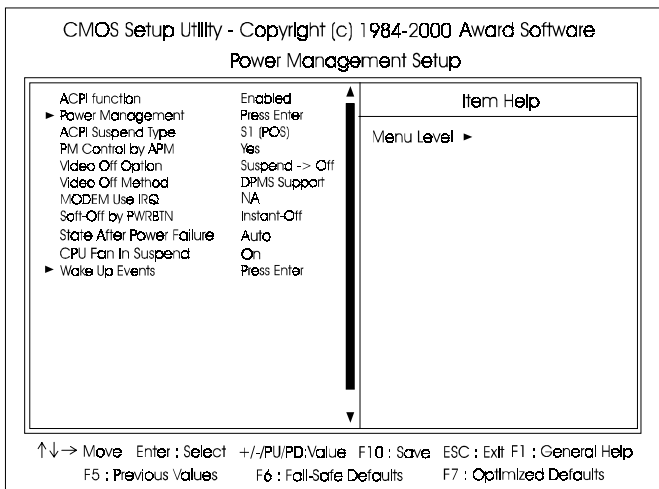 CMOS Setup Utility - Copyright (c) 1984-2000 Award Software
Power Management Setup
ACPI function Enabled
► Power Management Press Enter
ACPI Suspend Type S1 (POS)
PM Control by APM Yes
Video Off Option Suspend -> Off
Video Off Method DPMS Support
MODEM Use IRQ NA
Soft-Off by PWRBTN Instant-Off
State After Power Failure Auto
CPU Fan In Suspend On
► Wake Up Events Press Enter
Item Help
Menu Level ►
↑↓→ Move Enter : Select +/-/PU/PD:Value F10 : Save ESC : Exit F1 : General Help
F5 : Previous Values F6 : Fail-Safe Defaults F7 : Optimized Defaults